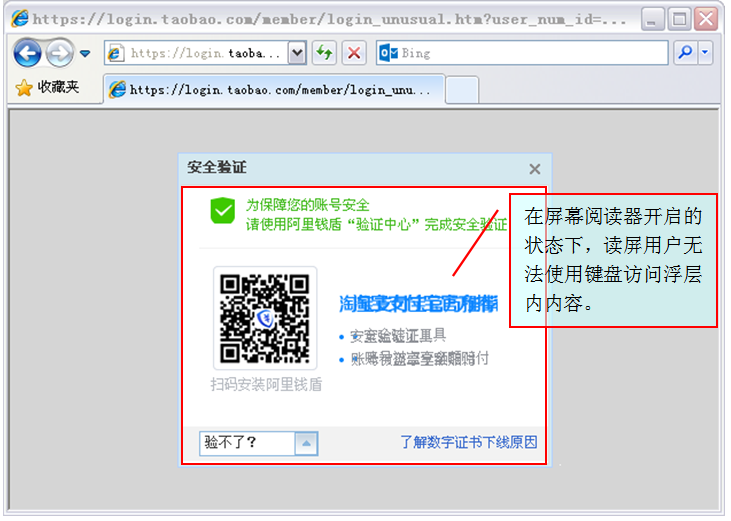 https://login.taobao.com/member/login_unusual.htm?user_num_id=...
https://login.taoba...
Bing
收藏夹
https://login.taobao.com/member/login_unu...
安全验证
为保障您的账号安全
请使用阿里钱盾“验证中心”完成安全验证
在屏幕阅读器开启的
状态下，读屏用户无
法使用键盘访问浮层
内内容。
扫码安装阿里钱盾
验不了?
了解数字证书下线原因